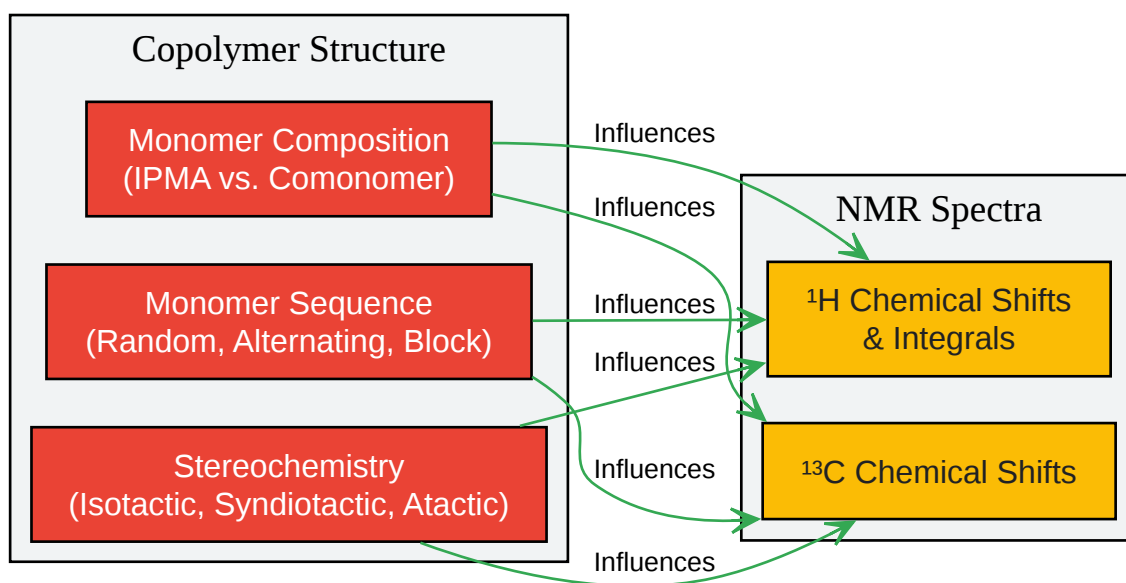 Copolymer Structure
Monomer Composition
(IPMA vs. Comonomer)
Monomer Sequence
(Random, Alternating, Block)
Stereochemistry
(Isotactic, Syndiotactic, Atactic)
Influences
Influences
Influences
Influences
Influences
Influences
NMR Spectra
¹H Chemical Shifts
& Integrals
¹³C Chemical Shifts